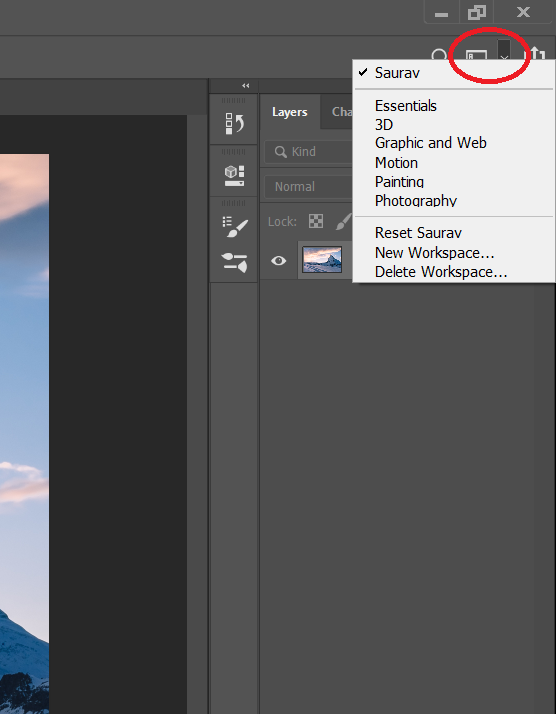 Saurav
Essentials
3D
Graphic and Web
Motion
Painting
Photography
Reset Saurav
New Workspace...
Delete Workspace...
Layers
Cha
Kind
Normal
Lock: